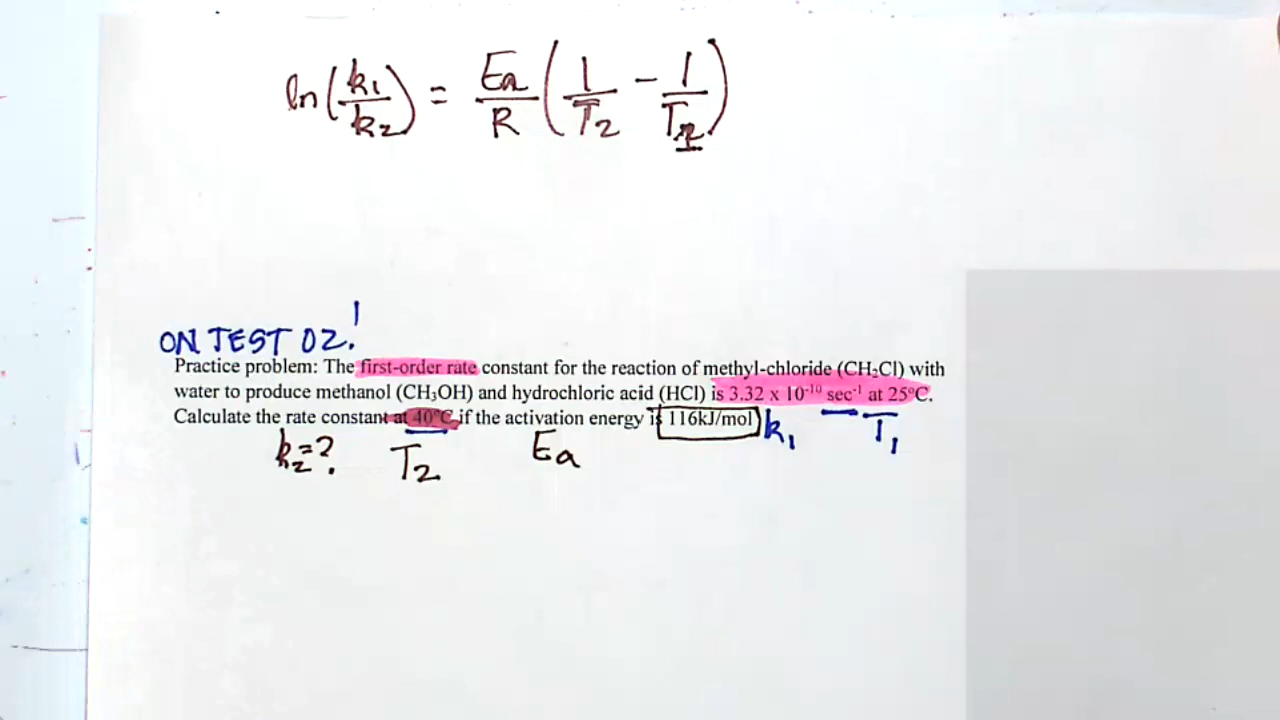 ln(k₁/k₂) = Ea/R (1/T₂ − 1/T₁)
ON TEST 02!
Practice problem: The first-order rate constant for the reaction of methyl-chloride (CH₂Cl) with
water to produce methanol (CH₃OH) and hydrochloric acid (HCl) is 3.32 x 10⁻¹⁰ sec⁻¹ at 25°C.
Calculate the rate constant at 40°C if the activation energy is 116kJ/mol
k₂=? T₂ Ea k₁ T₁